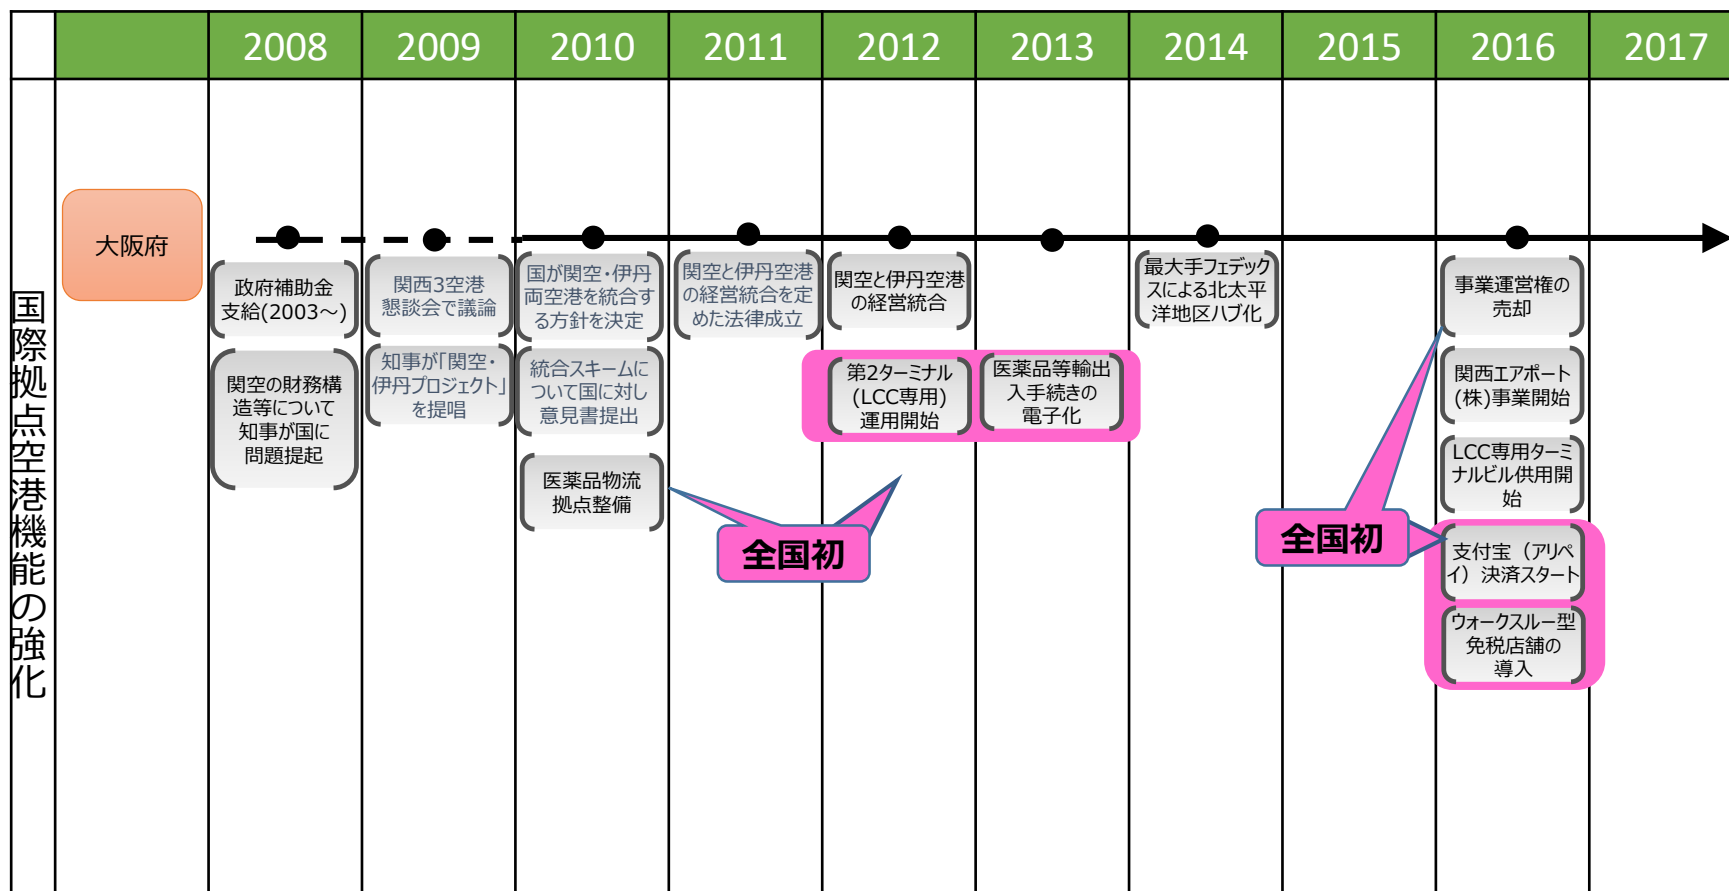 2008
2009
2010
2011
2012
2013
2014
2015
2016
2017
国際拠点空港機能の強化
大阪府
政府補助金
支給(2003～)
関空の財務構
造等について
知事が国に
問題提起
関西3空港
懇談会で議論
知事が「関空・
伊丹プロジェクト」
を提唱
国が関空・伊丹
両空港を統合す
る方針を決定
統合スキームに
ついて国に対し
意見書提出
医薬品物流
拠点整備
関空と伊丹空港
の経営統合を定
めた法律成立
関空と伊丹空港
の経営統合
第2ターミナル
(LCC専用)
運用開始
医薬品等輸出
入手続きの
電子化
全国初
最大手フェデック
スによる北太平
洋地区ハブ化
事業運営権の
売却
関西エアポート
(株)事業開始
LCC専用ターミ
ナルビル供用開
始
全国初
支付宝（アリペ
イ）決済スタート
ウォークスルー型
免税店舗の
導入